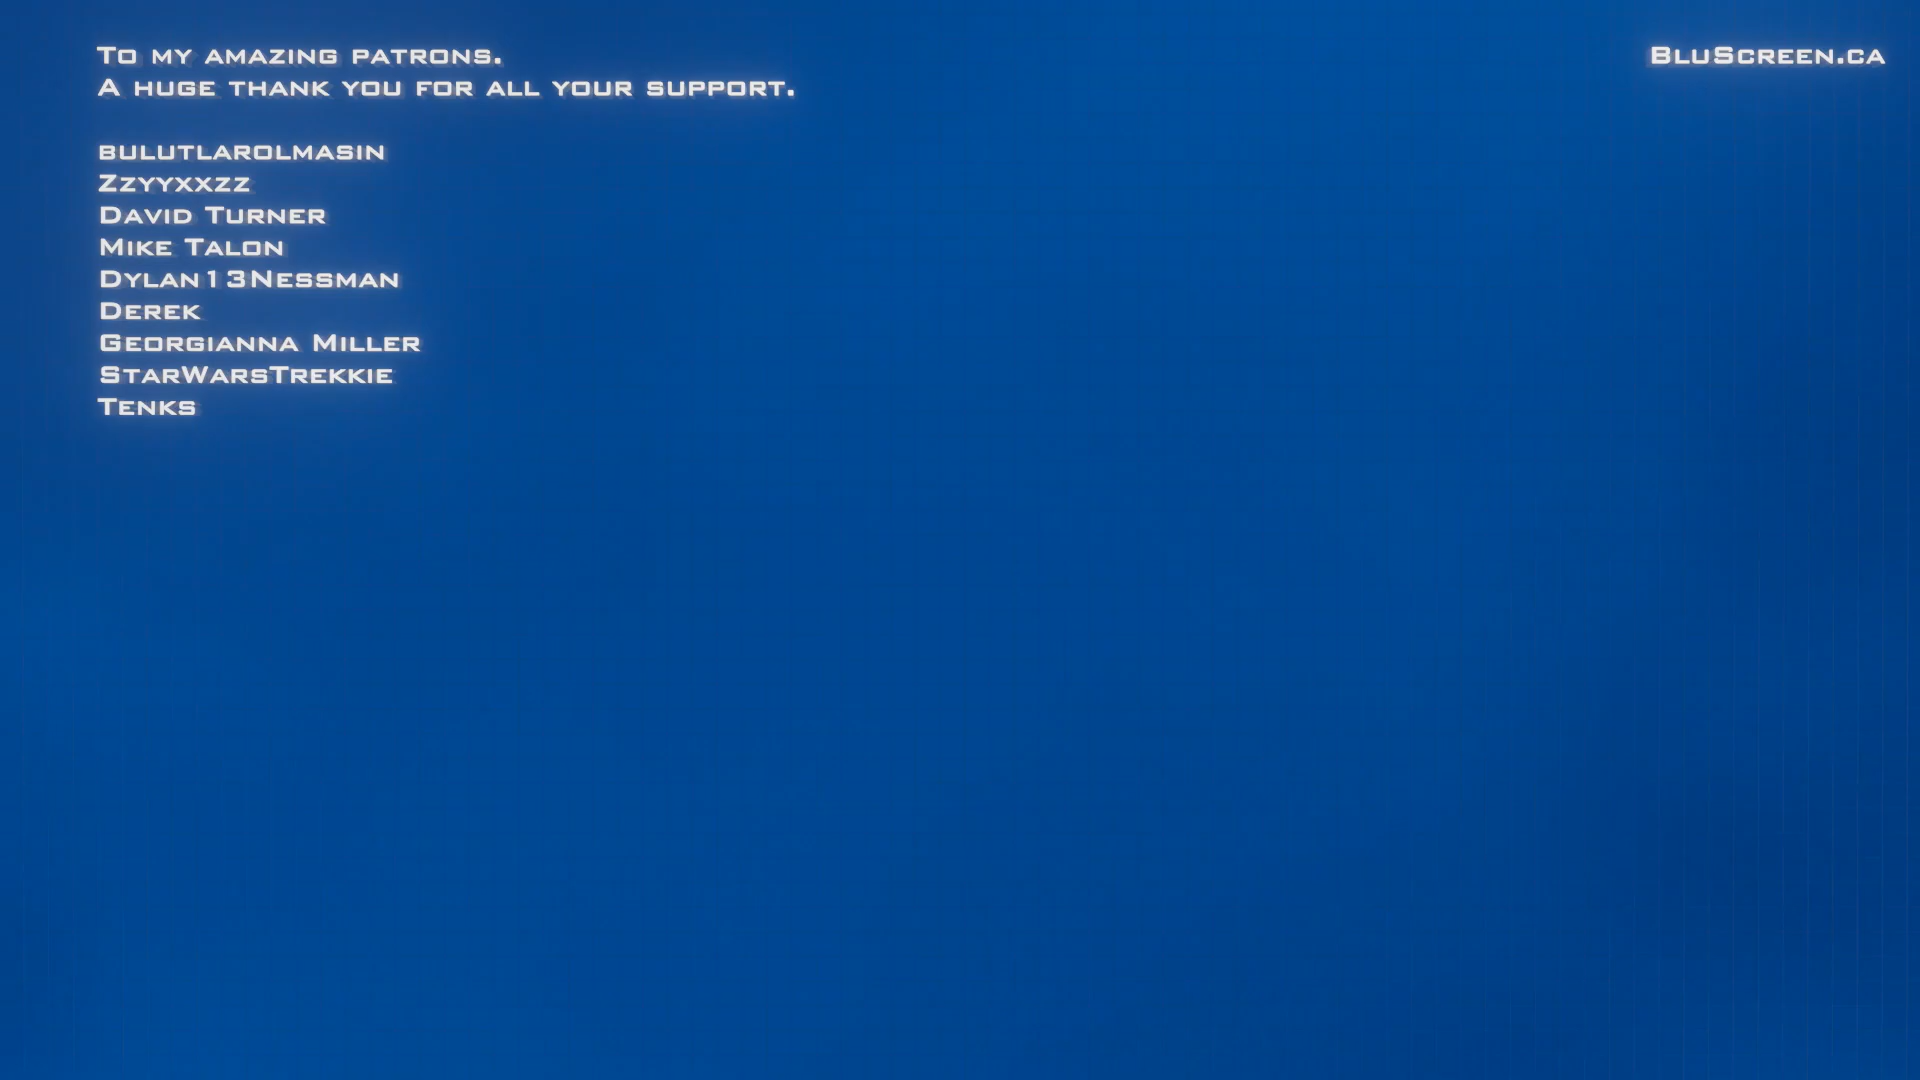 To my amazing patrons.
A huge thank you for all your support.
BluScreen.ca
bulutlarolmasin
Zzyyxxzz
David Turner
Mike Talon
Dylan13Nessman
Derek
Georgianna Miller
StarWarsTrekkie
Tenks